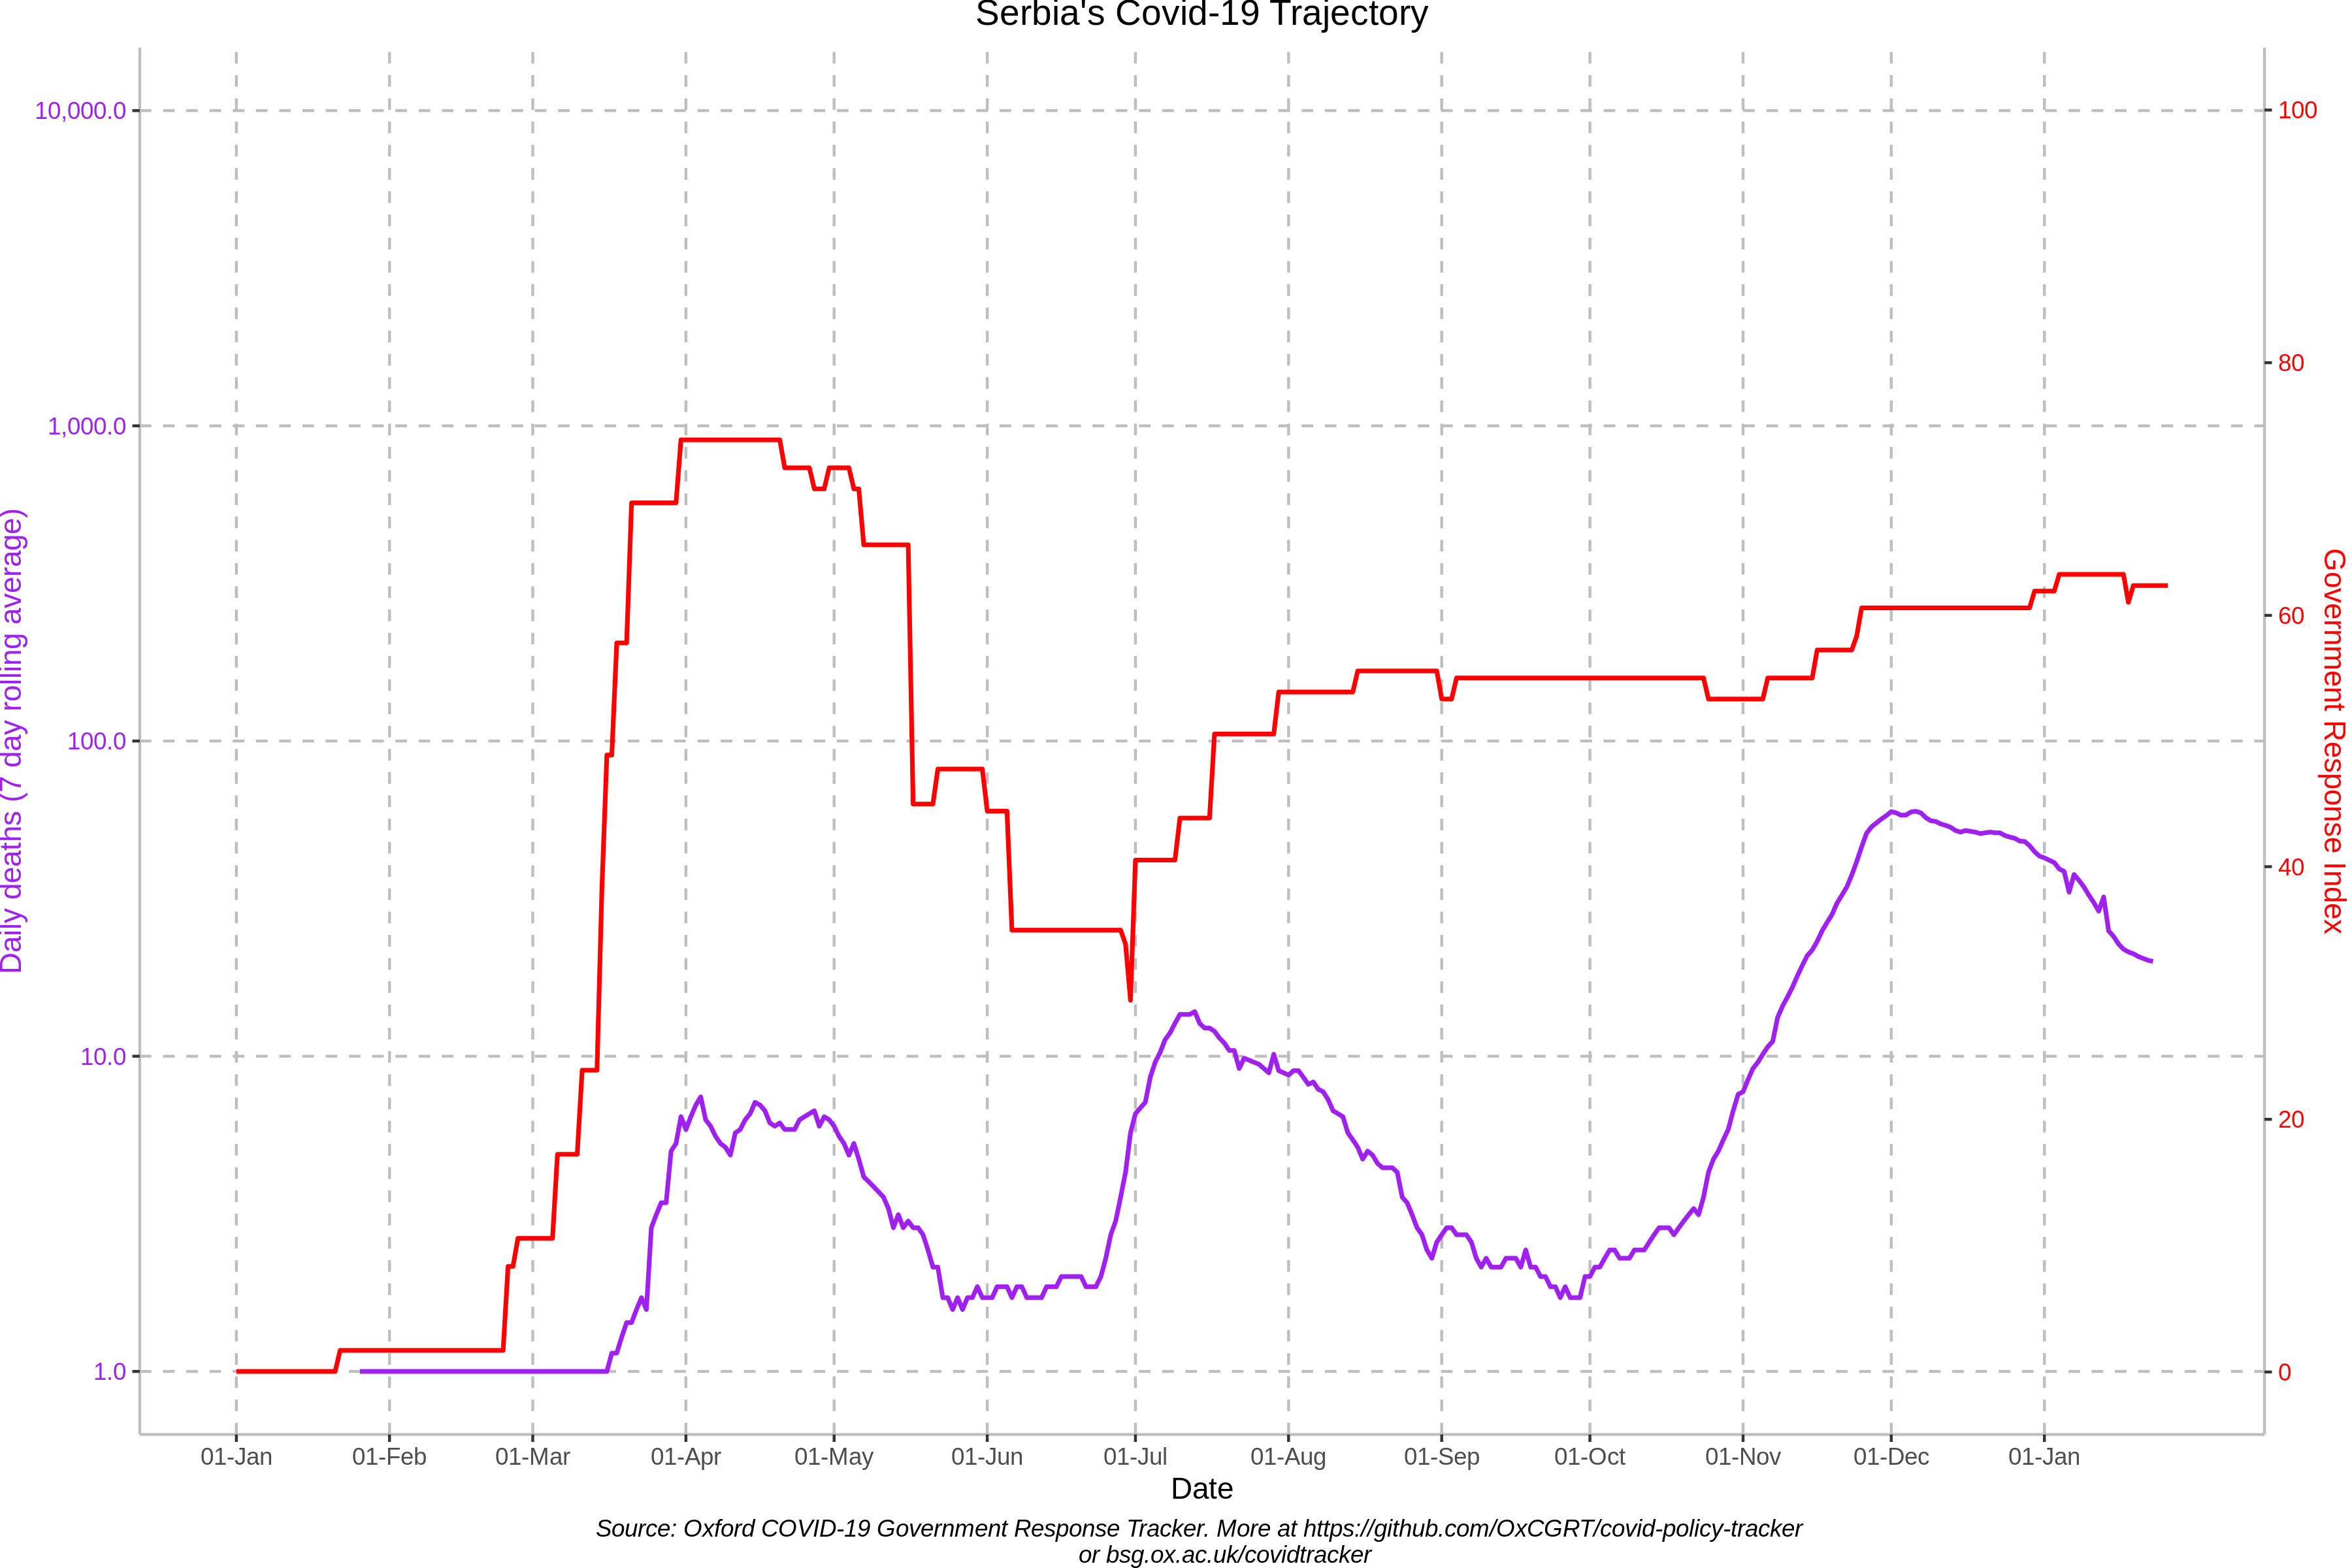 Serbia's Covid-19 Trajectory
10,000.0
1,000.0
100.0
10.0
1.0
Daily deaths (7 day rolling average)
100
80
60
40
20
0
Government Response Index
01-Jan 01-Feb 01-Mar 01-Apr 01-May 01-Jun 01-Jul 01-Aug 01-Sep 01-Oct 01-Nov 01-Dec 01-Jan
Date
Source: Oxford COVID-19 Government Response Tracker. More at https://github.com/OxCGRT/covid-policy-tracker
or bsg.ox.ac.uk/covidtracker